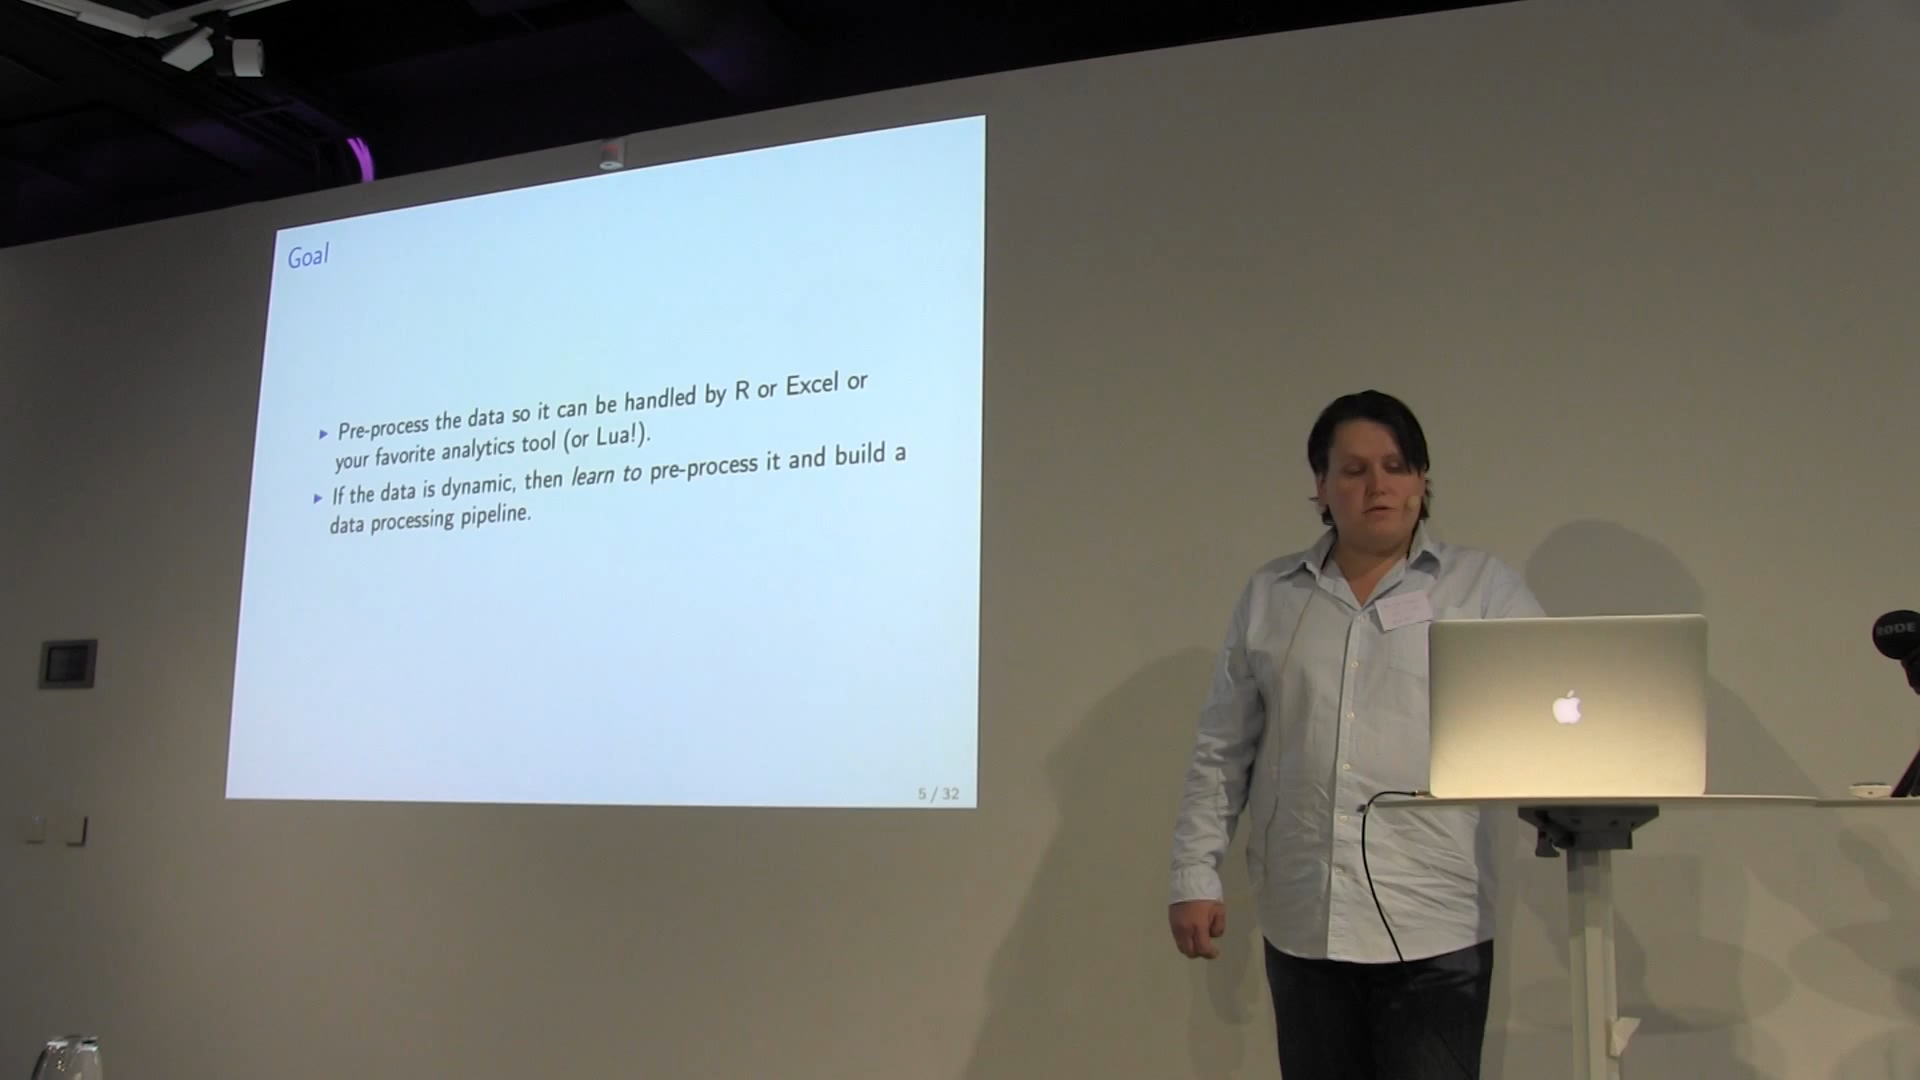 Goal
▶ Pre-process the data so it can be handled by R or Excel or
your favorite analytics tool (or Lua!).
▶ If the data is dynamic, then learn to pre-process it and build a
data processing pipeline.
5 / 32
RØDE